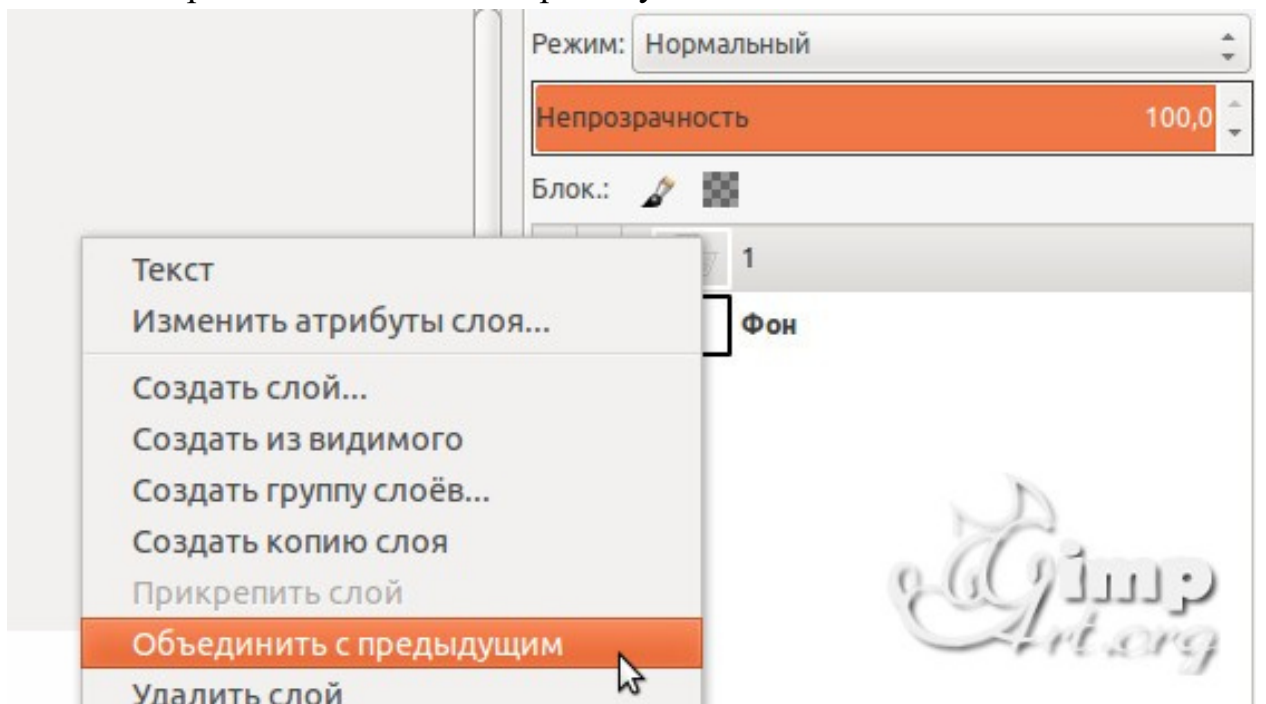 Режим: Нормальный
Непрозрачность 100,0
Блок.:
1
Фон
Текст
Изменить атрибуты слоя...
Создать слой...
Создать из видимого
Создать группу слоёв...
Создать копию слоя
Прикрепить слой
Объединить с предыдущим
Удалить слой
Gimp
Art.org